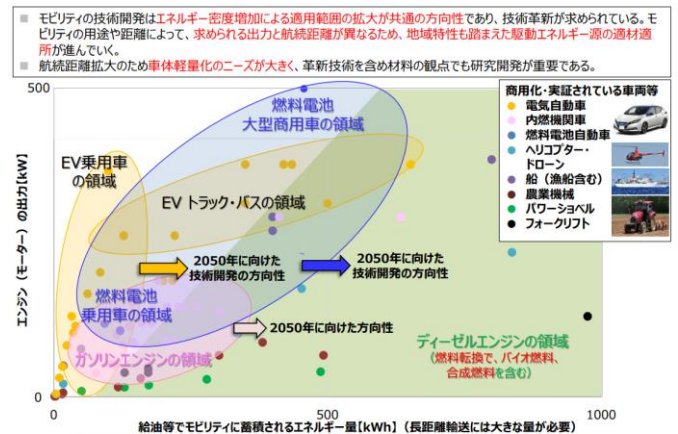 モビリティの技術開発はエネルギー密度増加による適用範囲の拡大が共通の方向性であり、技術革新が求められている。モ
ビリティの用途や距離によって、求められる出力と航続距離が異なるため、地域特性も踏まえた駆動エネルギー源の適材適
所が進んでいく。
航続距離拡大のため車体軽量化のニーズが大きく、革新技術を含め材料の観点でも研究開発が重要である。
500
燃料電池
大型商用車の領域
EV乗用車
の領域
EV トラック・バスの領域
商用化・実証されている車両等
電気自動車
内燃機関車
燃料電池自動車
ヘリコプター・
ドローン
船（漁船含む）
農業機械
パワーショベル
フォークリフト
エンジン（モーター）の出力[kW]
2050年に向けた
技術開発の方向性
2050年に向けた
技術開発の方向性
燃料電池
乗用車の領域
2050年に向けた方向性
ガソリンエンジンの領域
ディーゼルエンジンの領域
(燃料転換で、バイオ燃料、
合成燃料を含む)
0
0
500
1000
給油等でモビリティに蓄積されるエネルギー量【kWh】（長距離輸送には大きな量が必要）